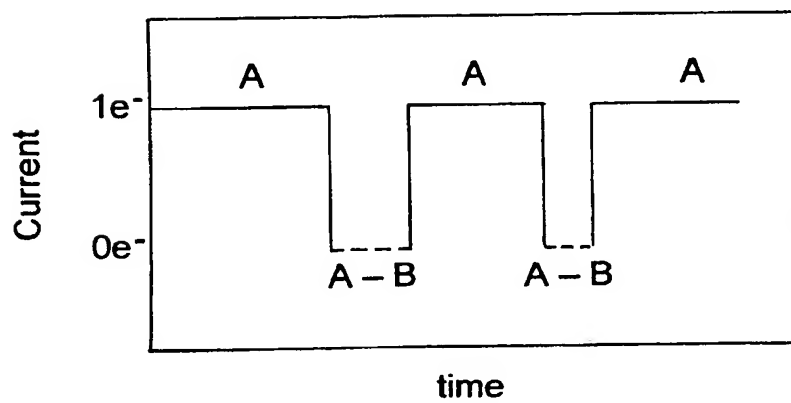 A A A
1e⁻
Current
0e⁻
A – B A – B
time